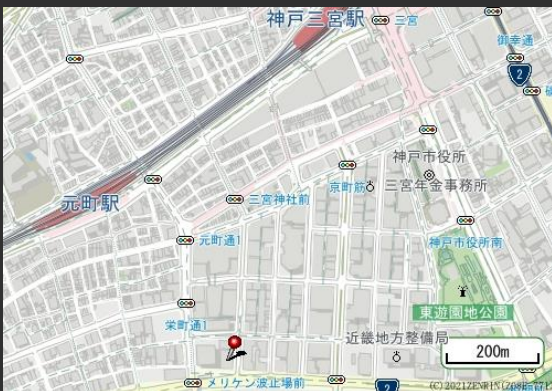 神戸三宮駅
三宮
御幸通
2
神戸市役所
三宮年金事務所
京町筋
三宮神社前
元町駅
元町通1
神戸市役所南
東遊園地公園
栄町通1
近畿地方整備局
200m
メリケン波止場前
2